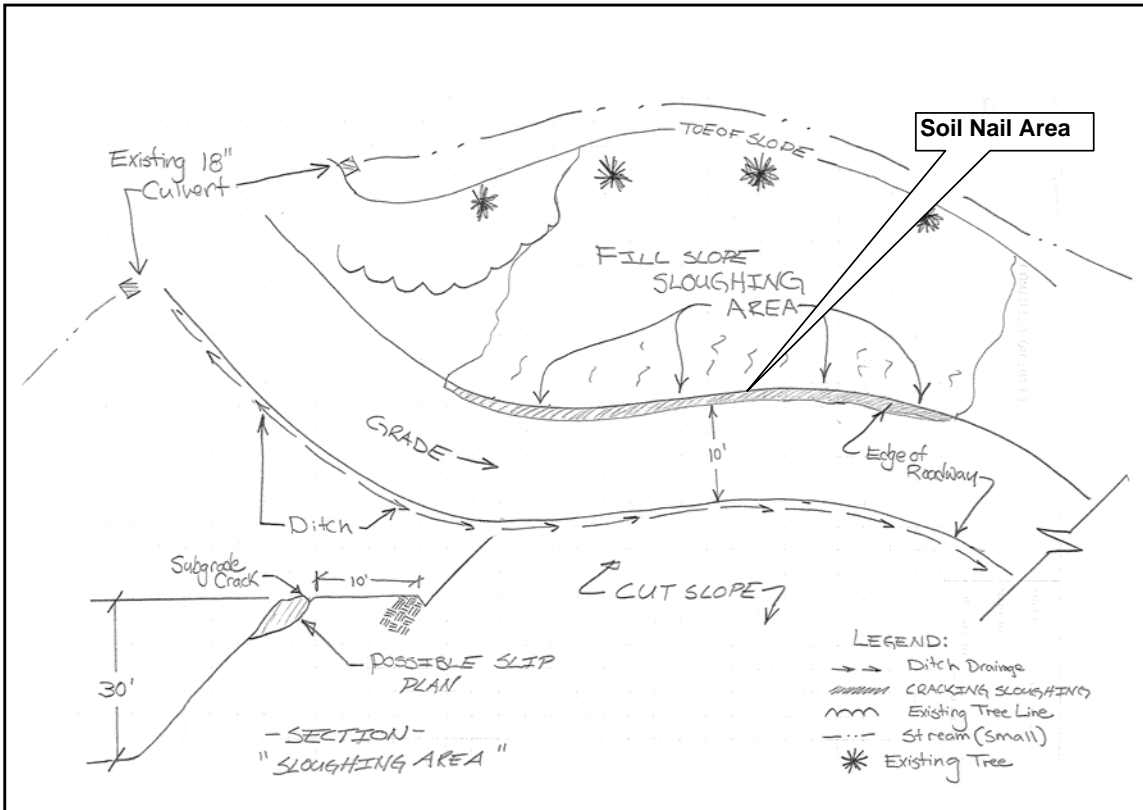 Soil Nail Area
TOE OF SLOPE
Existing 18"
Culvert
FILL SLOPE
SLOUGHING
AREA
GRADE
10'
Edge of
Roadway
Ditch
Subgrade
Crack
10'
CUT SLOPE
POSSIBLE SLIP
PLAN
30'
-SECTION-
"SLOUGHING AREA"
LEGEND:
Ditch Drainage
CRACKING SLOUGHING
Existing Tree Line
Stream (Small)
Existing Tree